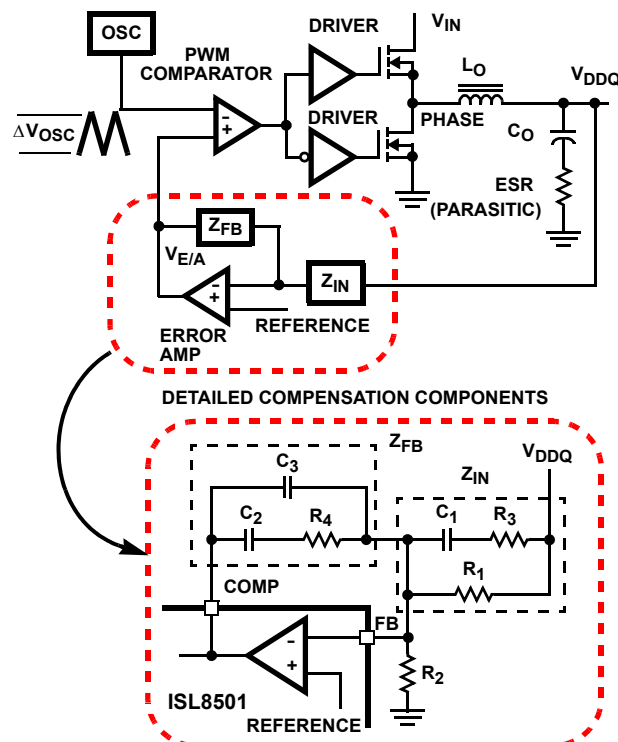 OSC
PWM
COMPARATOR
DRIVER
V_IN
L_O
V_DDQ
- +
ΔV_OSC
DRIVER
PHASE
C_O
ESR
(PARASITIC)
Z_FB
V_E/A
- +
Z_IN
REFERENCE
ERROR
AMP
DETAILED COMPENSATION COMPONENTS
Z_FB
V_DDQ
Z_IN
C_3
C_2
R_4
C_1
R_3
R_1
COMP
FB
- +
R_2
ISL8501
REFERENCE